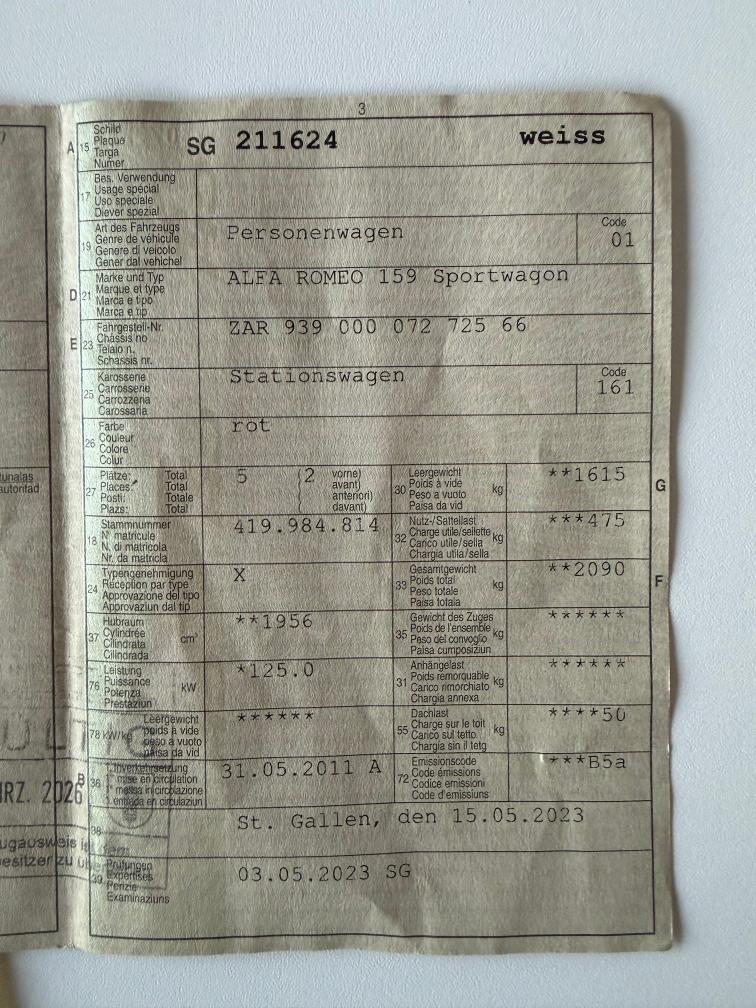 3
A 15 Schild Plaque Targa Numer SG 211624 weiss
17 Bes. Verwendung
Usage spécial
Uso speciale
Diever spezial
19 Art des Fahrzeugs
Genre de véhicule
Genere di veicolo
Gener dal vehichel
Personenwagen
Code
01
D 21 Marke und Typ
Marque et type
Marca e tipo
Marca e tip
ALFA ROMEO 159 Sportwagon
E 23 Fahrgestell-Nr.
Châssis no
Telaio n.
Schassis nr.
ZAR 939 000 072 725 66
25 Karosserie
Carrosserie
Carrozzeria
Carossaria
Stationswagen
Code
161
26 Farbe
Couleur
Colore
Colur
rot
27 Plätze: Total
Places: Total
Posti: Totale
Plazs: Total
5 (2 vorne)
avant)
anteriori)
davant)
30 Leergewicht
Poids à vide
Peso a vuoto
Paisa da vid
kg
**1615
G
18 Stammnummer
N° matricule
N. di matricola
Nr. da matricla
419.984.814
32 Nutz-/Sattellast
Charge utile/sellette
Carico utile/sella
Chargia utila/sella
kg
***475
24 Typengenehmigung
Réception par type
Approvazione del tipo
Approvaziun dal tip
X
33 Gesamtgewicht
Poids total
Peso totale
Paisa totala
kg
**2090
F
37 Hubraum
Cylindrée
Cilindrata
Cilindrada
cm³
**1956
35 Gewicht des Zuges
Poids de l'ensemble
Peso del convoglio
Paisa cumposiziun
kg
******
76 Leistung
Puissance
Potenza
Prestaziun
kW
*125.0
31 Anhängelast
Poids remorquable
Carico rimorchiato
Chargia annexa
kg
******
78 kW/kg Leergewicht
poids à vide
peso a vuoto
paisa da vid
******
55 Dachlast
Charge sur le toit
Carico sul tetto
Chargia sin il tetg
kg
****50
B 36 Inverkehrsetzung
1re mise en circulation
1a messa in circolazione
1. entrada en circulaziun
31.05.2011 A
72 Emissionscode
Code émissions
Codice emissioni
Code d'emissiuns
***B5a
38
St. Gallen, den 15.05.2023
39 Prüfungen
Expertises
Perizie
Examinaziuns
03.05.2023 SG
RZ. 2026